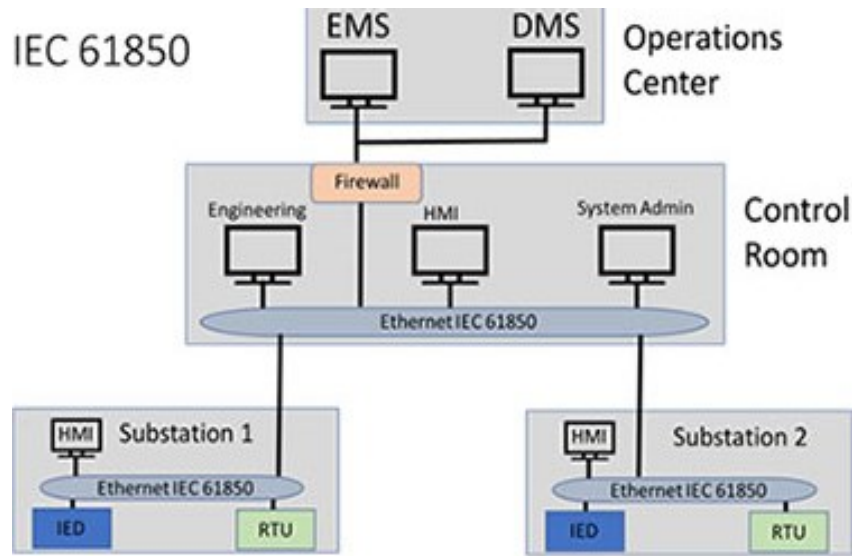 IEC 61850
EMS
DMS
Operations
Center
Firewall
Engineering
HMI
System Admin
Control
Room
Ethernet IEC 61850
HMI
Substation 1
Ethernet IEC 61850
IED
RTU
HMI
Substation 2
Ethernet IEC 61850
IED
RTU